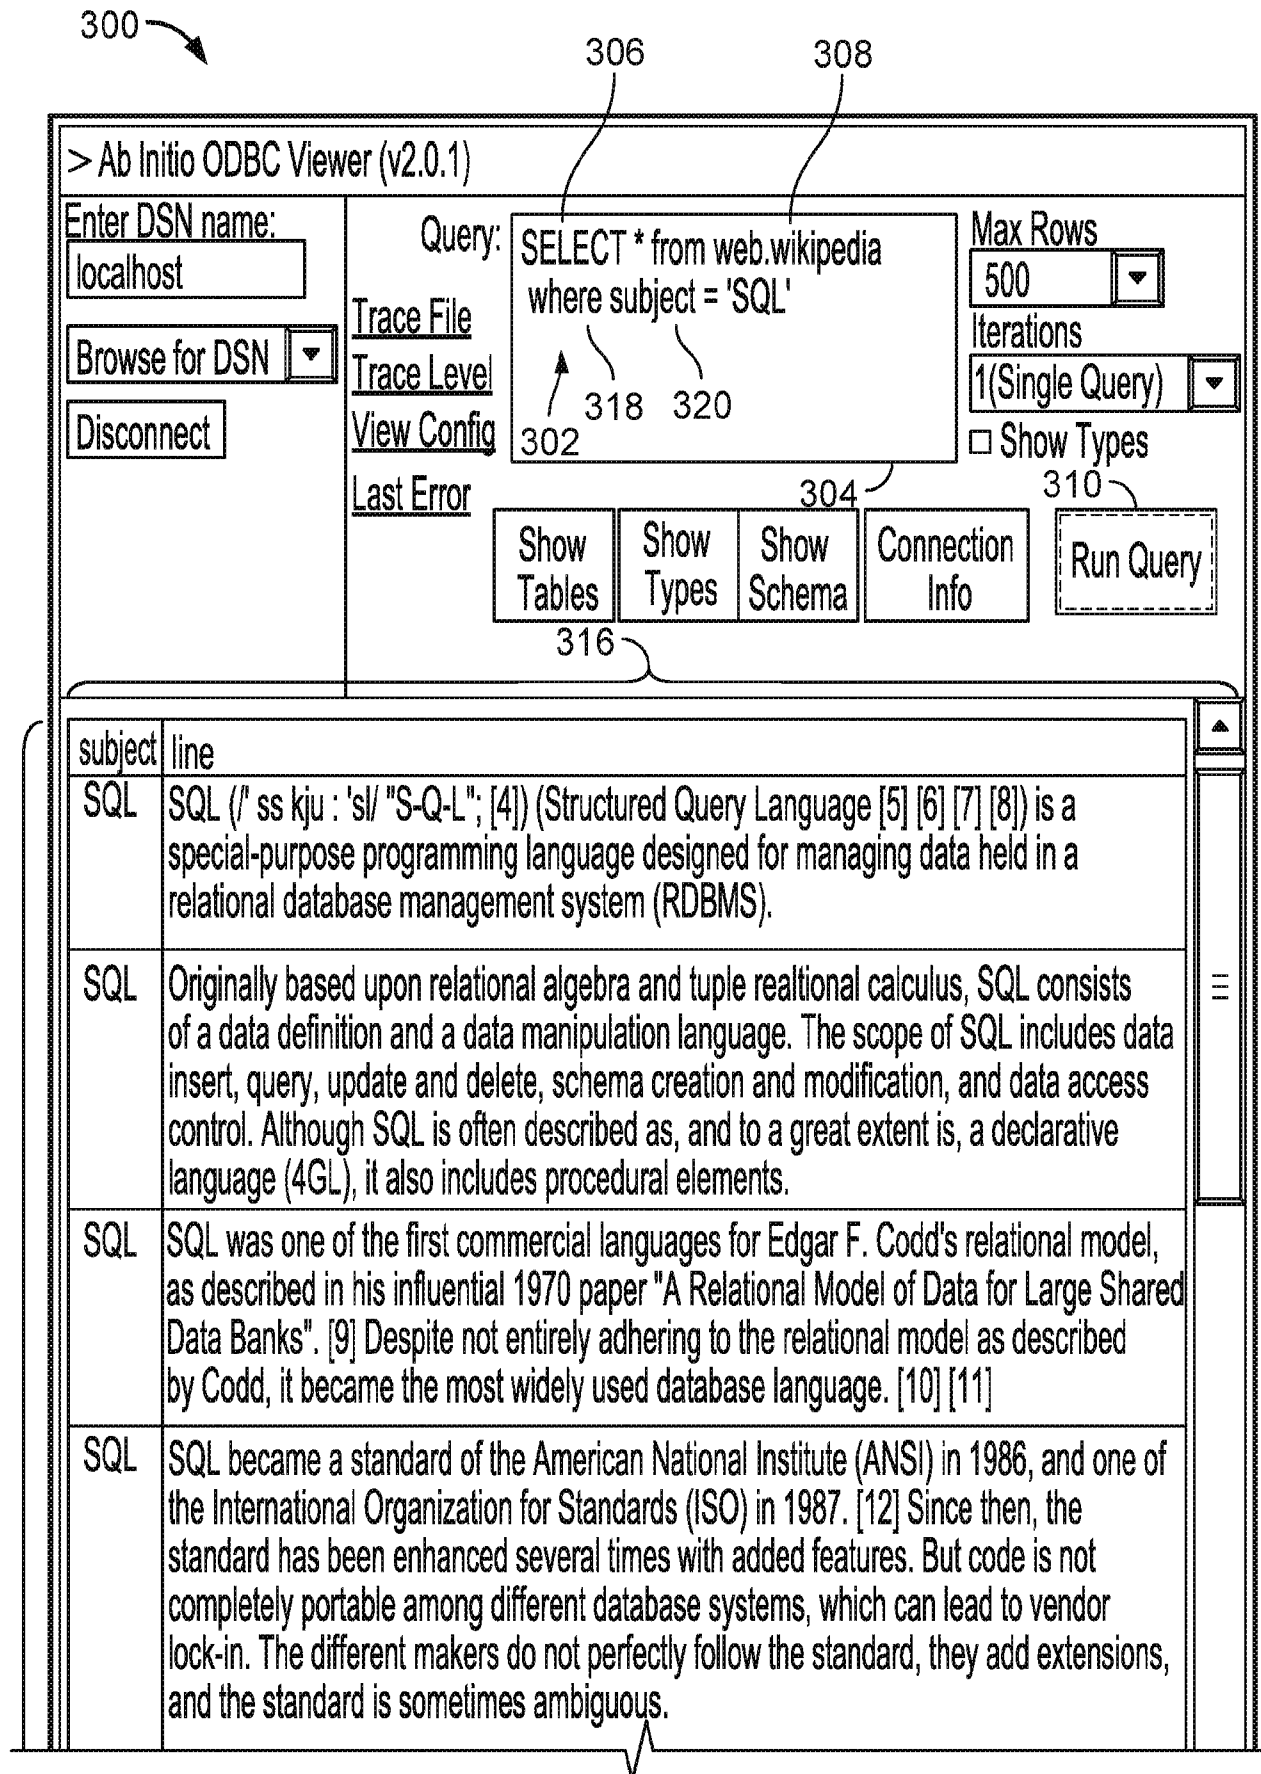 300
306
308
> Ab Initio ODBC Viewer (v2.0.1)
Enter DSN name:
localhost
Browse for DSN
Disconnect
Query:
SELECT * from web.wikipedia
where subject = 'SQL'
318
320
302
304
Trace File
Trace Level
View Config
Last Error
Max Rows
500
Iterations
1(Single Query)
Show Types
310
Show
Tables
Show
Types
Show
Schema
Connection
Info
Run Query
316
subject line
SQL SQL (/' ss kju : 'sl/ "S-Q-L"; [4]) (Structured Query Language [5] [6] [7] [8]) is a
special-purpose programming language designed for managing data held in a
relational database management system (RDBMS).
SQL Originally based upon relational algebra and tuple realtional calculus, SQL consists
of a data definition and a data manipulation language. The scope of SQL includes data
insert, query, update and delete, schema creation and modification, and data access
control. Although SQL is often described as, and to a great extent is, a declarative
language (4GL), it also includes procedural elements.
SQL SQL was one of the first commercial languages for Edgar F. Codd's relational model,
as described in his influential 1970 paper "A Relational Model of Data for Large Shared
Data Banks". [9] Despite not entirely adhering to the relational model as described
by Codd, it became the most widely used database language. [10] [11]
SQL SQL became a standard of the American National Institute (ANSI) in 1986, and one of
the International Organization for Standards (ISO) in 1987. [12] Since then, the
standard has been enhanced several times with added features. But code is not
completely portable among different database systems, which can lead to vendor
lock-in. The different makers do not perfectly follow the standard, they add extensions,
and the standard is sometimes ambiguous.